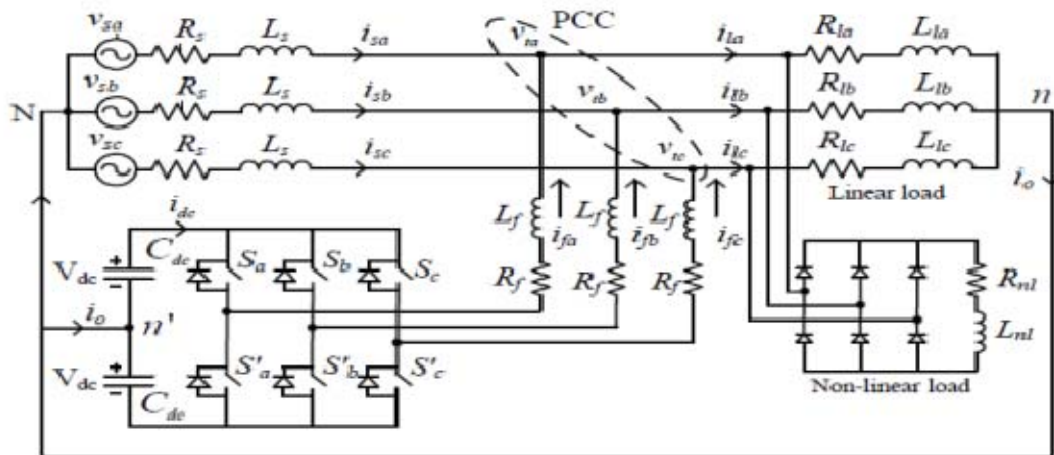 v_sa R_s L_s i_sa v_ta PCC i_la R_la L_la
N v_sb R_s L_s i_sb v_tb i_lb R_lb L_lb n
v_sc R_s L_s i_sc v_tc i_lc R_lc L_lc
Linear load
i_o
L_f L_f L_f
i_fa i_fb i_fc
R_f R_f R_f
i_dc
V_dc + - C_dc S_a S_b S_c
i_o n'
V_dc + - C_dc S'_a S'_b S'_c
R_nl
L_nl
Non-linear load